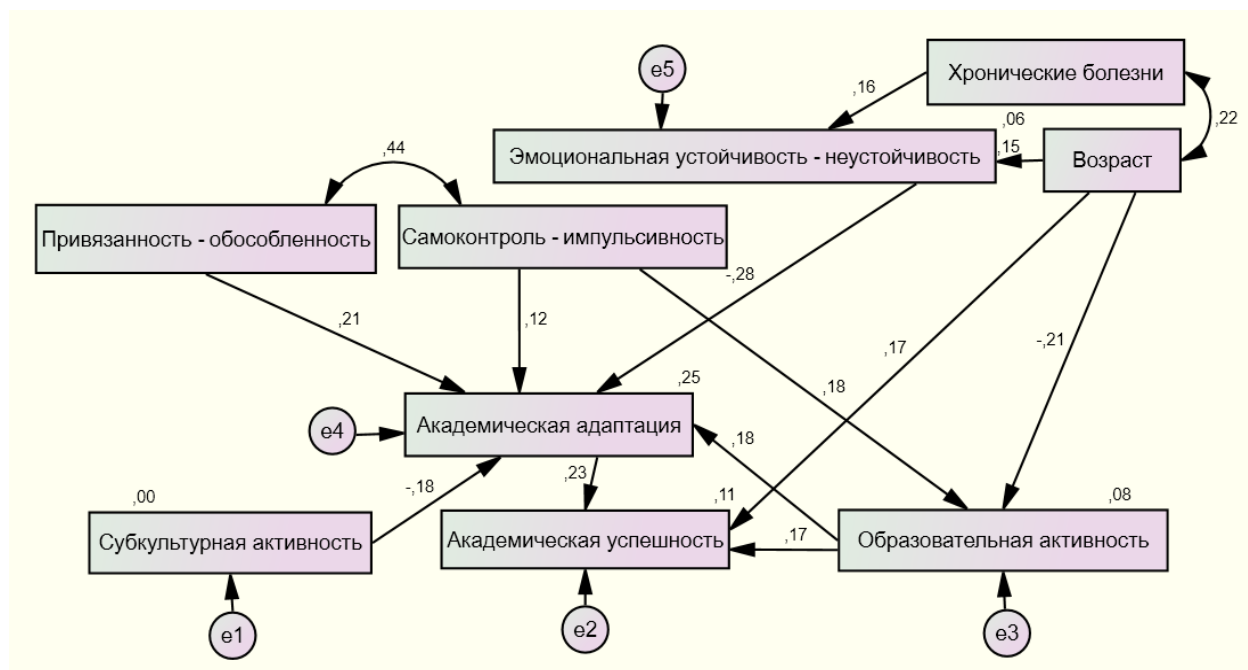 e5
Хронические болезни
,16
,06
,22
,44
Эмоциональная устойчивость - неустойчивость
,15
Возраст
Привязанность - обособленность
Самоконтроль - импульсивность
-,28
,21
,12
,17
-,21
,25
,18
e4
Академическая адаптация
,18
-,18
,23
,00
,11
,08
Субкультурная активность
Академическая успешность
,17
Образовательная активность
e1
e2
e3